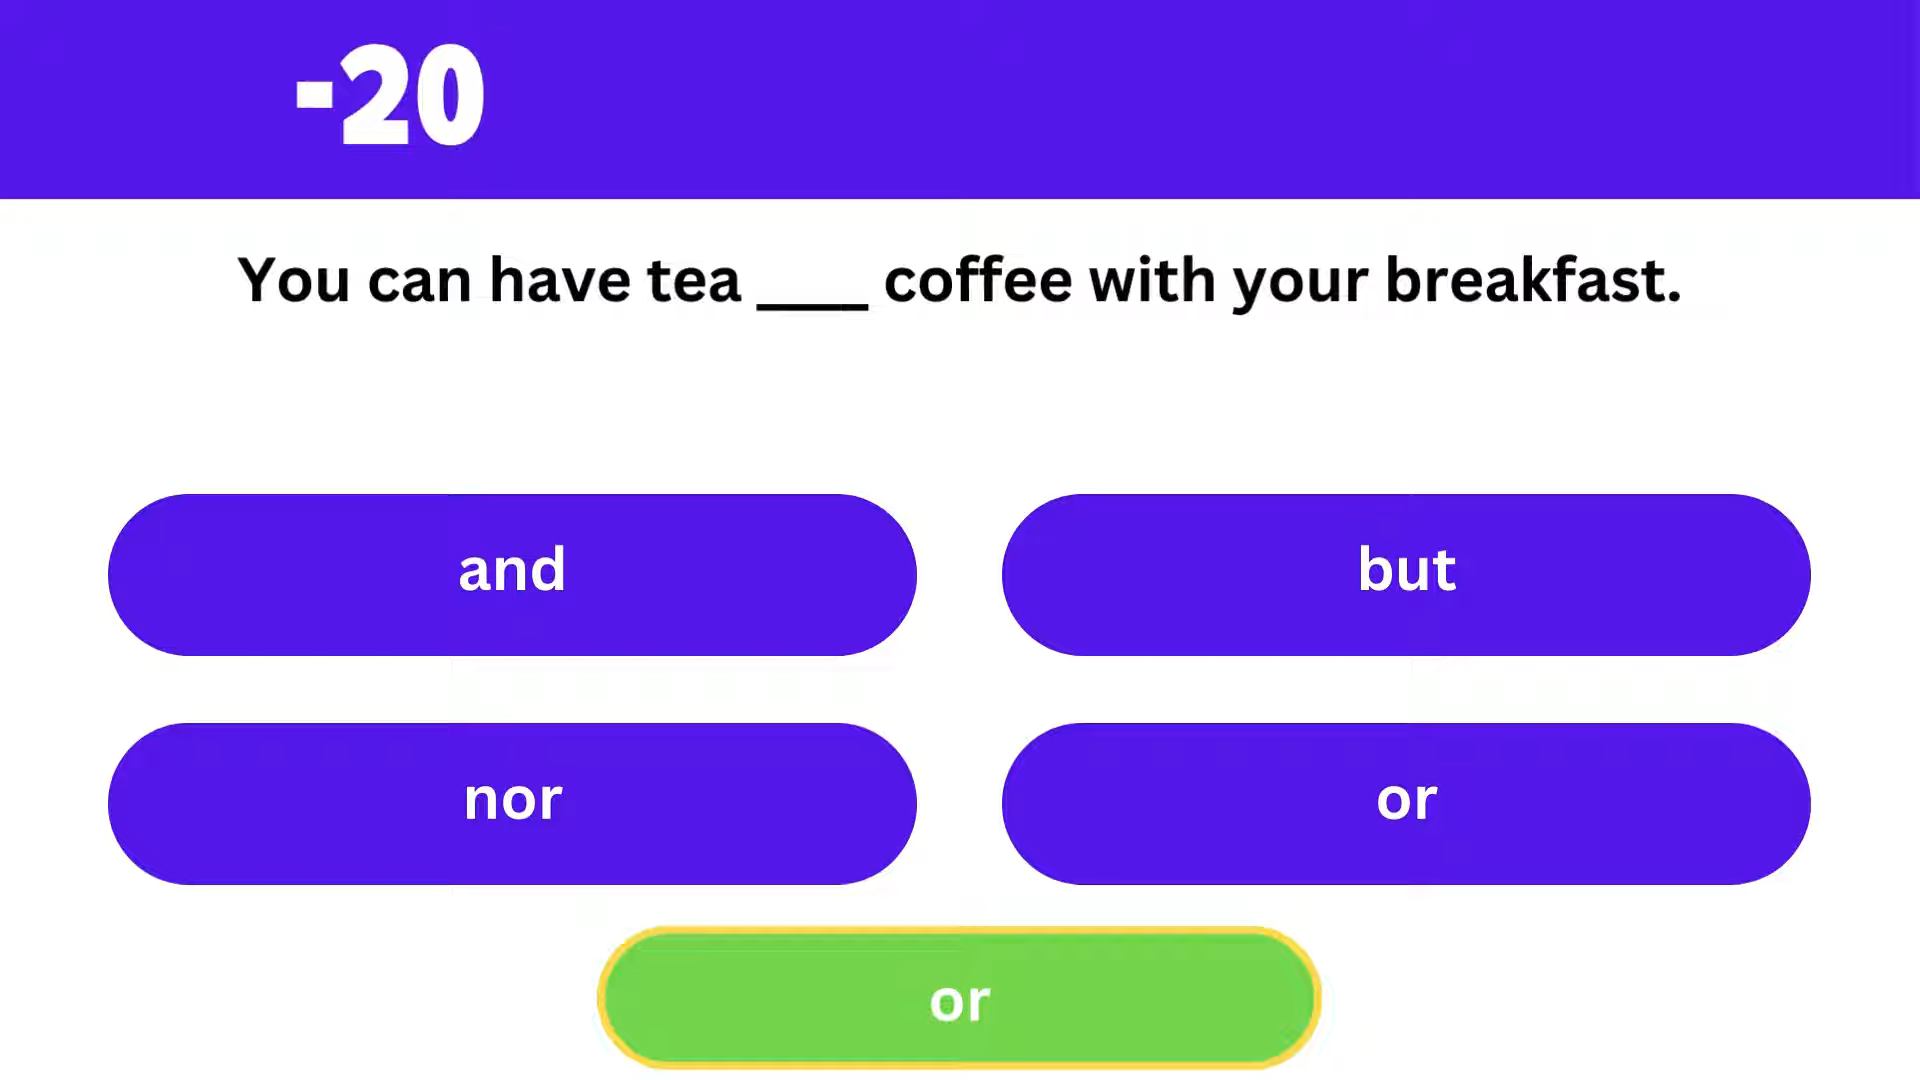 -20
You can have tea ____ coffee with your breakfast.
and
but
nor
or
or